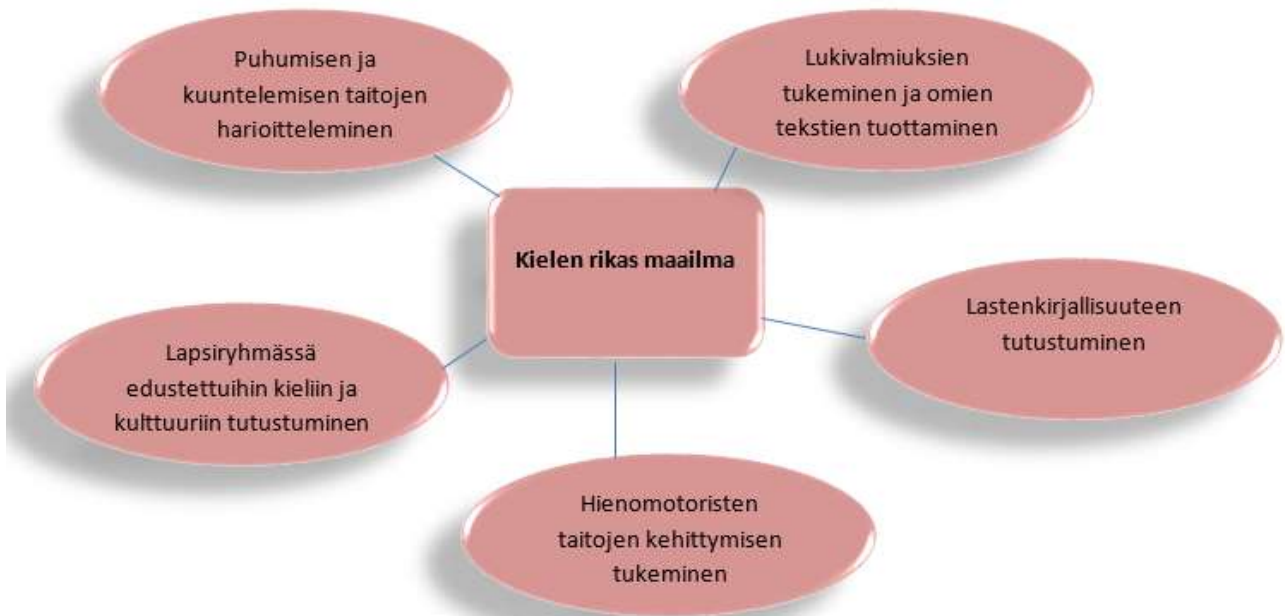 Puhumisen ja
kuuntelemisen taitojen
harioitteleminen
Lukivalmiuksien
tukeminen ja omien
tekstien tuottaminen
Kielen rikas maailma
Lastenkirjallisuuteen
tutustuminen
Lapsiryhmässä
edustettuihin kieliin ja
kulttuuriin tutustuminen
Hienomotoristen
taitojen kehittymisen
tukeminen